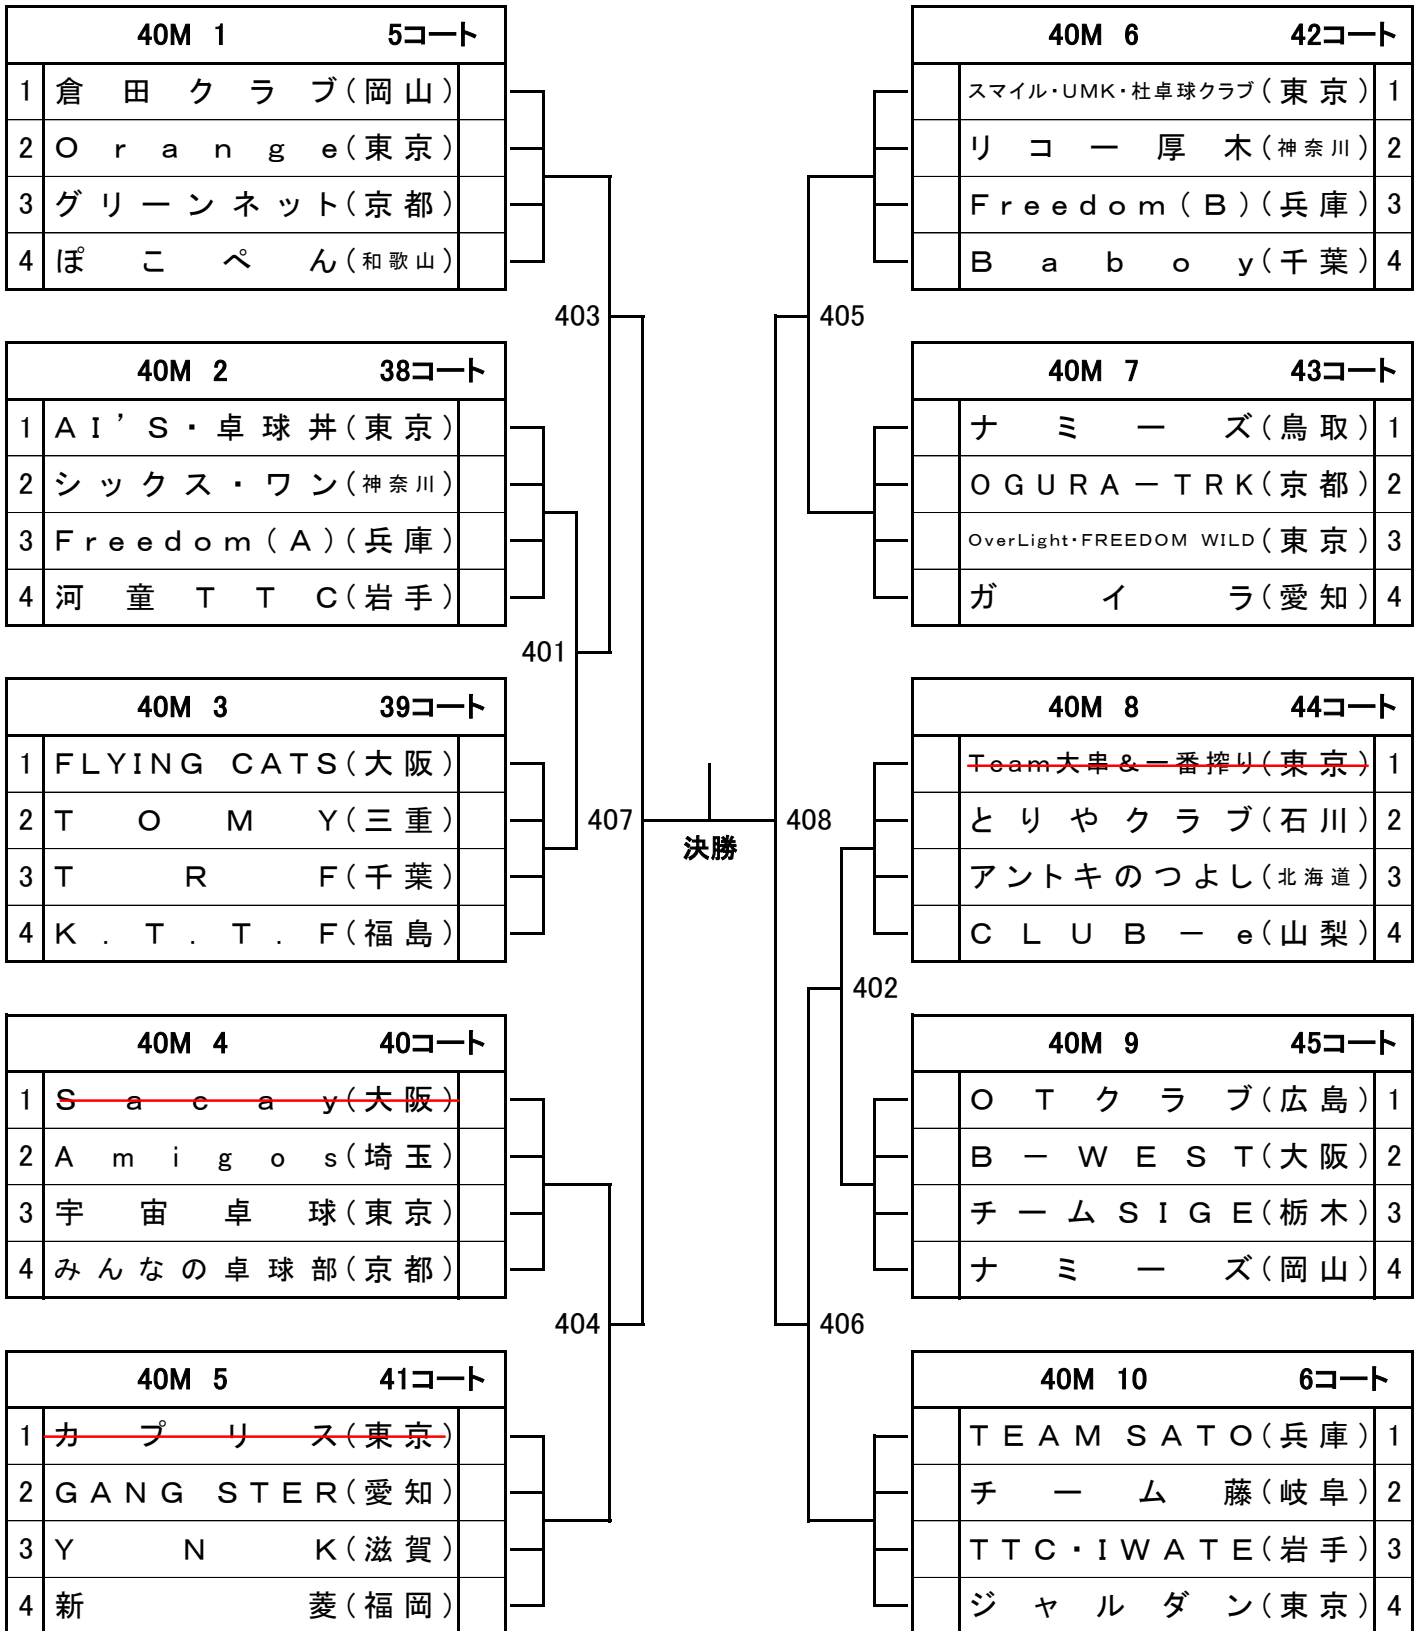 40M 1 5コート
1 倉田クラブ(岡山)
2 Orange(東京)
3 グリーンネット(京都)
4 ぽこぺん(和歌山)
403
40M 2 38コート
1 AI'S・卓球丼(東京)
2 シックス・ワン(神奈川)
3 Freedom(A)(兵庫)
4 河童TTC(岩手)
401
40M 3 39コート
1 FLYING CATS(大阪)
2 TOMY(三重)
3 TRF(千葉)
4 K.T.T.F(福島)
407
40M 4 40コート
1 Sacay(大阪)
2 Amigos(埼玉)
3 宇宙卓球(東京)
4 みんなの卓球部(京都)
404
40M 5 41コート
1 カプリス(東京)
2 GANG STER(愛知)
3 YNK(滋賀)
4 新菱(福岡)
決勝
40M 6 42コート
スマイル・UMK・杜卓球クラブ(東京) 1
リコー厚木(神奈川) 2
Freedom(B)(兵庫) 3
Baboy(千葉) 4
405
40M 7 43コート
ナミーズ(鳥取) 1
OGURA-TRK(京都) 2
OverLight・FREEDOM WILD(東京) 3
ガイラ(愛知) 4
408
40M 8 44コート
Team大串&一番搾り(東京) 1
とりやクラブ(石川) 2
アントキのつよし(北海道) 3
CLUB-e(山梨) 4
402
40M 9 45コート
OTクラブ(広島) 1
B-WEST(大阪) 2
チームSIGE(栃木) 3
ナミーズ(岡山) 4
406
40M 10 6コート
TEAM SATO(兵庫) 1
チーム藤(岐阜) 2
TTC・IWATE(岩手) 3
ジャルダン(東京) 4